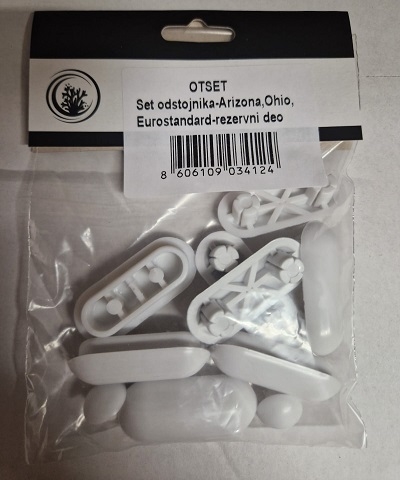 OTSET
Set odstojnika-Arizona,Ohio,
Eurostandard-rezervni deo
8 606109 034124